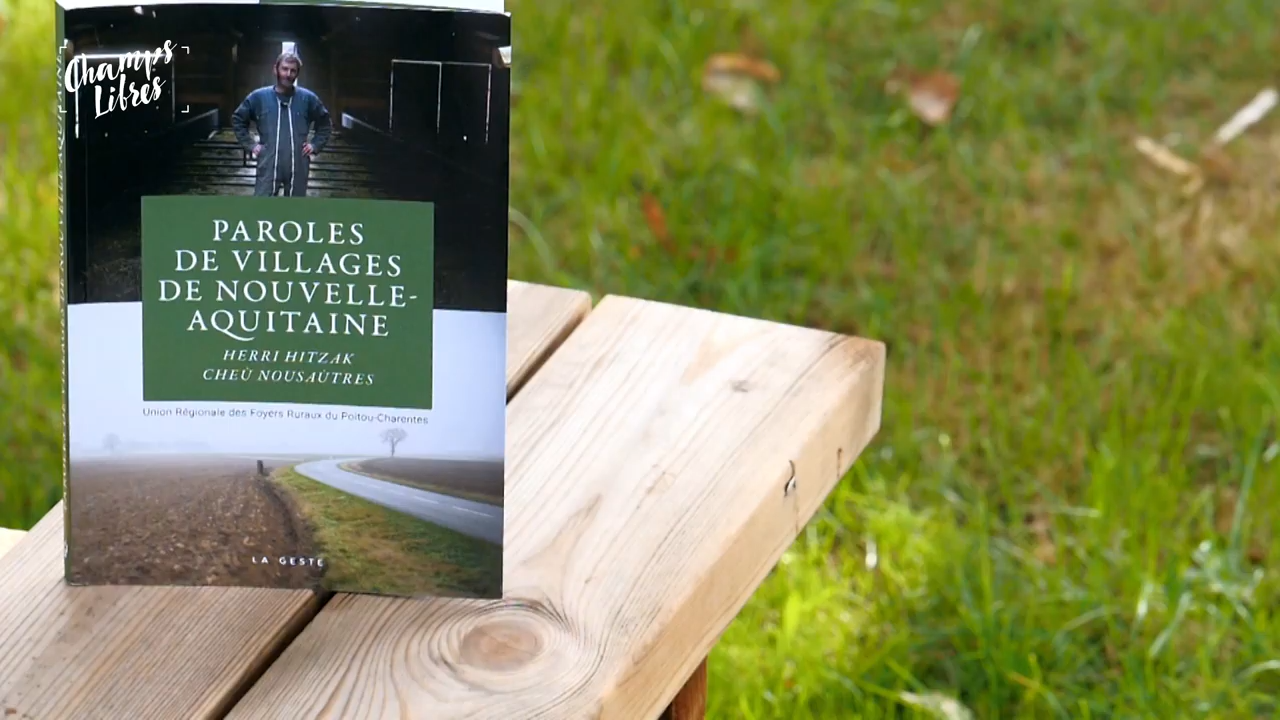 Champs
Libres
PAROLES
DE VILLAGES
DE NOUVELLE-
AQUITAINE
HERRI HITZAK
CHEÙ NOUSAÛTRES
Union Régionale des Foyers Ruraux du Poitou-Charentes
LA GESTE